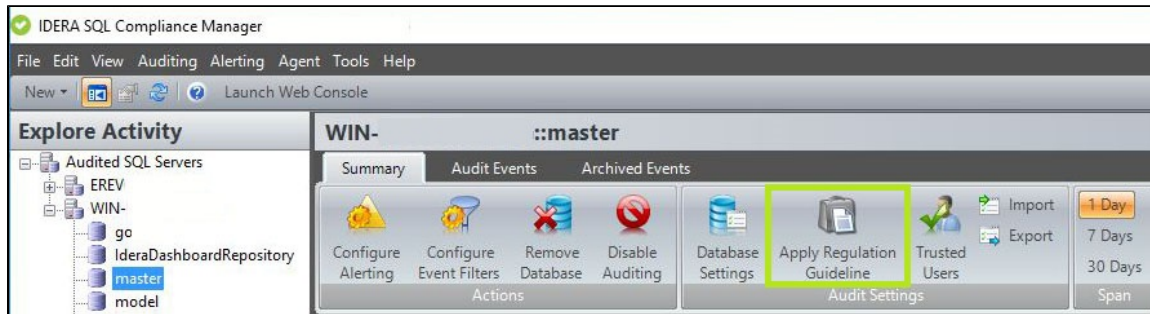 IDERA SQL Compliance Manager
File Edit View Auditing Alerting Agent Tools Help
New Launch Web Console
Explore Activity
Audited SQL Servers
EREV
WIN-
go
IderaDashboardRepository
master
model
WIN- ::master
Summary Audit Events Archived Events
Configure Alerting
Configure Event Filters
Remove Database
Disable Auditing
Actions
Database Settings
Apply Regulation Guideline
Trusted Users
Import
Export
Audit Settings
1 Day
7 Days
30 Days
Span